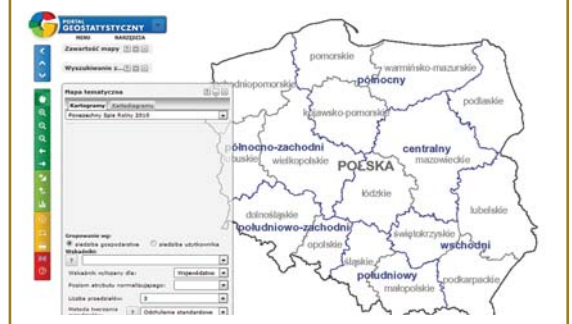 PORTAL
GEOSTATYSTYCZNY
MENU NARZĘDZIA
Zawartość mapy
Wyszukiwanie z...
Mapa tematyczna
Kartogramy Kartodiagramy
Powszechny Spis Rolny 2010
Grupowanie wg:
siedziba gospodarstwa siedziba użytkownika
Wskaźnik:
?
Wskaźnik wyliczany dla: Województwa
Poziom atrybutu normalizującego:
Liczba przedziałów: 3
Metoda tworzenia ? Odchylenie standardowe
pomorskie
warmińsko-mazurskie
północny
podlaskie
kujawsko-pomorskie
północno-zachodni
wielkopolskie
POLSKA
centralny
mazowieckie
łódzkie
dolnośląskie
południowo-zachodni
opolskie
lubelskie
świętokrzyskie
wschodni
śląskie
południowy
małopolskie
podkarpackie